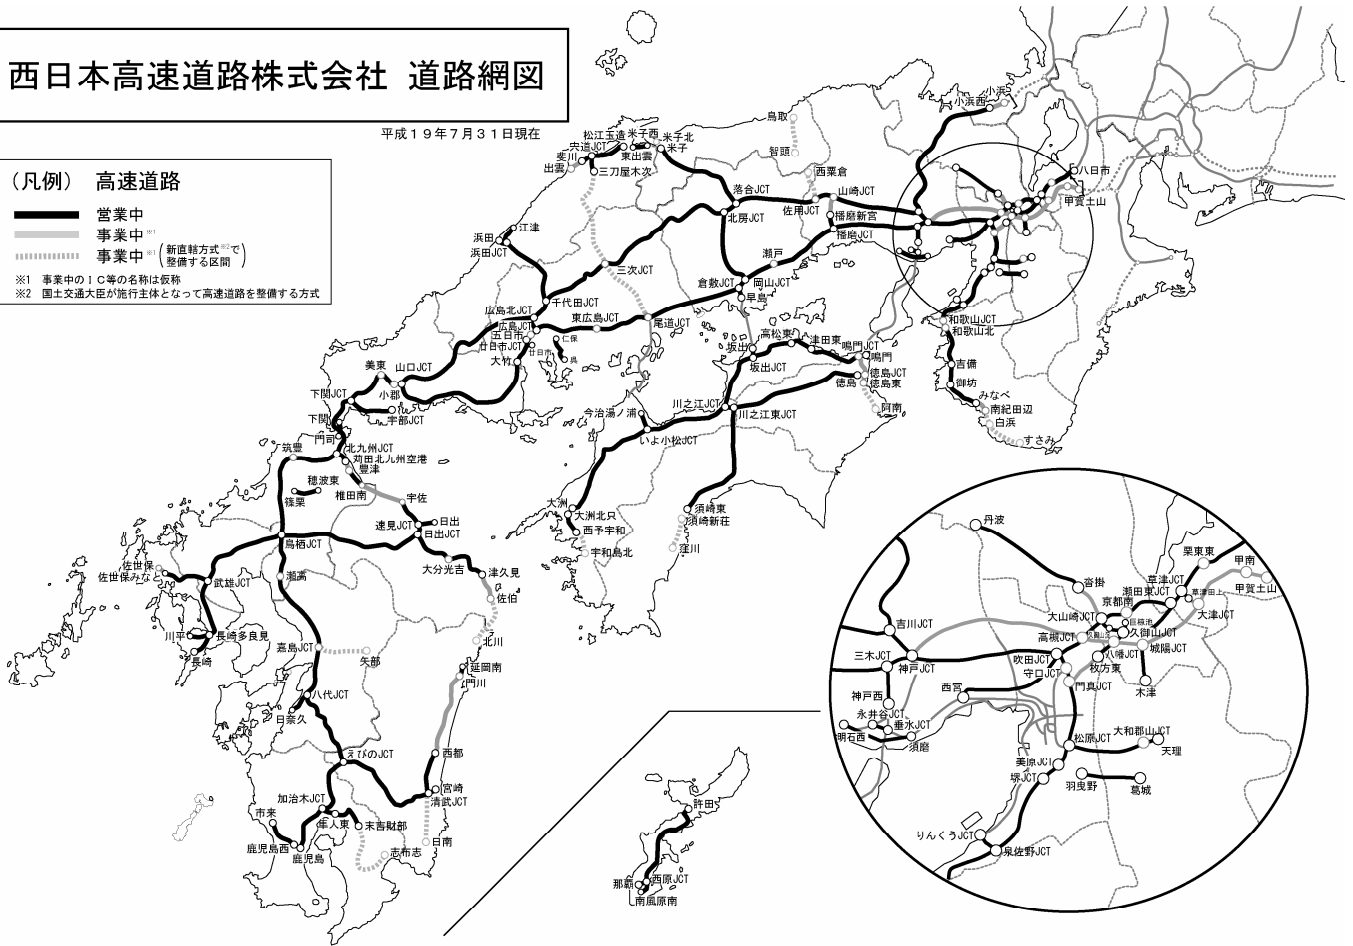 西日本高速道路株式会社 道路網図
平成19年7月31日現在
(凡例) 高速道路
営業中
事業中※1
事業中※1(新直轄方式※2で整備する区間)
※1 事業中のIC等の名称は仮称
※2 国土交通大臣が施行主体となって高速道路を整備する方式
小浜
小浜西
鳥取
智頭
松江玉造
米子西
米子北
宍道JCT
東出雲
米子
斐川
出雲
三刀屋木次
西粟倉
落合JCT
山崎JCT
佐用JCT
北房JCT
播磨新宮
播磨JCT
八日市
甲賀土山
江津
浜田
浜田JCT
瀬戸
三次JCT
倉敷JCT
岡山JCT
早島
千代田JCT
広島北JCT
広島JCT
東広島JCT
尾道JCT
五日市
廿日市JCT
廿日市
仁保
呉
大竹
高松東
津田東
鳴門JCT
鳴門
坂出
坂出JCT
徳島JCT
徳島
徳島東
阿南
和歌山JCT
和歌山北
吉備
御坊
みなべ
南紀田辺
白浜
すさみ
美東
山口JCT
小郡
下関JCT
宇部JCT
下関
門司
今治湯ノ浦
川之江JCT
川之江東JCT
いよ小松JCT
筑豊
北九州JCT
苅田北九州空港
豊津
穂波東
篠栗
椎田南
宇佐
速見JCT
日出
日出JCT
大洲
大洲北只
西予宇和
宇和島北
須崎東
須崎新荘
窪川
鳥栖JCT
佐世保
佐世保みなと
武雄JCT
瀬高
大分光吉
津久見
佐伯
川平
長崎多良見
長崎
嘉島JCT
矢部
北川
延岡南
門川
八代JCT
日奈久
えびのJCT
西都
宮崎
清武JCT
加治木JCT
市来
隼人東
末吉財部
鹿児島西
鹿児島
志布志
日南
許田
那覇
西原JCT
南風原南
丹波
沓掛
栗東東
甲南
甲賀土山
草津JCT
瀬田東JCT
草津田上
京都南
大津JCT
大山崎JCT
巨椋池
久御山JCT
高槻JCT
吉川JCT
城陽JCT
八幡JCT
枚方東
三木JCT
神戸JCT
吹田JCT
守口JCT
門真JCT
木津
神戸西
西宮
永井谷JCT
垂水JCT
明石西
須磨
松原JCT
大和郡山JCT
天理
美原JCT
堺JCT
羽曳野
葛城
りんくうJCT
泉佐野JCT